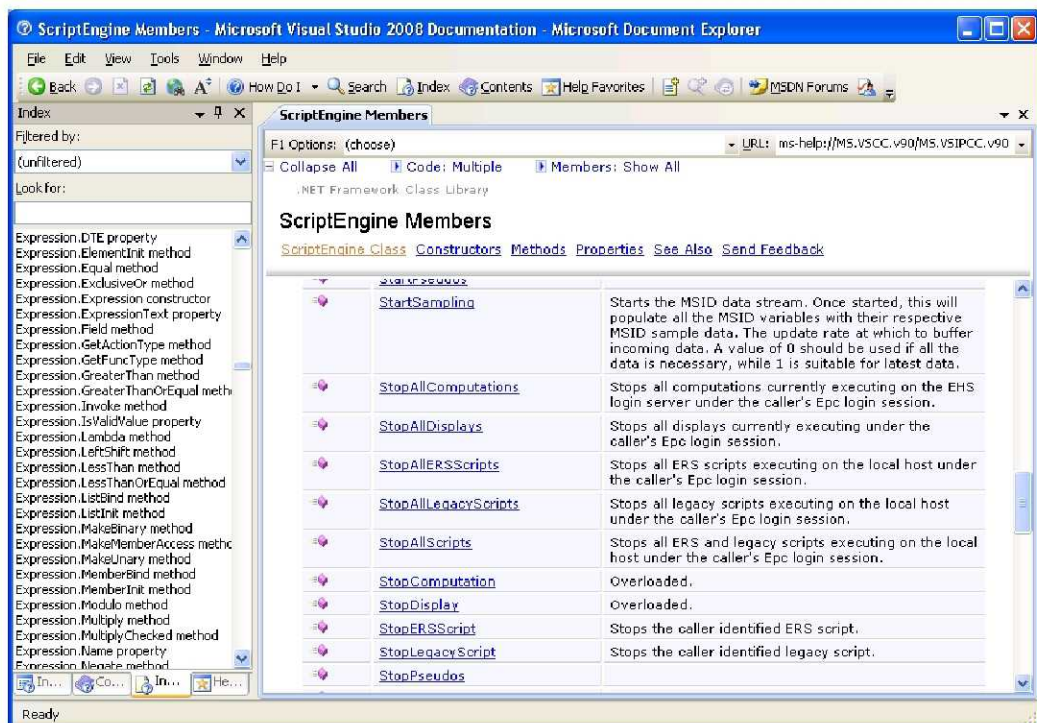 ScriptEngine Members - Microsoft Visual Studio 2008 Documentation - Microsoft Document Explorer
File Edit View Tools Window Help
Back How Do I Search Index Contents Help Favorites MSDN Forums
Index
Filtered by:
(unfiltered)
Look for:
Expression.DTE property
Expression.ElementInit method
Expression.Equal method
Expression.ExclusiveOr method
Expression.Expression constructor
Expression.ExpressionText property
Expression.Field method
Expression.GetActionType method
Expression.GetFuncType method
Expression.GreaterThan method
Expression.GreaterThanOrEqual meth
Expression.Invoke method
Expression.IsValidValue property
Expression.Lambda method
Expression.LeftShift method
Expression.LessThan method
Expression.LessThanOrEqual method
Expression.ListBind method
Expression.ListInit method
Expression.MakeBinary method
Expression.MakeMemberAccess methc
Expression.MakeUnary method
Expression.MemberBind method
Expression.MemberInit method
Expression.Modulo method
Expression.Multiply method
Expression.MultiplyChecked method
Expression.Name property
Expression.Negate method
In... Co... In... He...
ScriptEngine Members
F1 Options: (choose) URL: ms-help://MS.VSCC.v90/MS.VSIPCC.v90
Collapse All Code: Multiple Members: Show All
.NET Framework Class Library
ScriptEngine Members
ScriptEngine Class Constructors Methods Properties See Also Send Feedback
StartPseudos
StartSampling
Starts the MSID data stream. Once started, this will
populate all the MSID variables with their respective
MSID sample data. The update rate at which to buffer
incoming data. A value of 0 should be used if all the
data is necessary, while 1 is suitable for latest data.
StopAllComputations
Stops all computations currently executing on the EHS
login server under the caller's Epc login session.
StopAllDisplays
Stops all displays currently executing under the
caller's Epc login session.
StopAllERSScripts
Stops all ERS scripts executing on the local host under
the caller's Epc login session.
StopAllLegacyScripts
Stops all legacy scripts executing on the local host
under the caller's Epc login session.
StopAllScripts
Stops all ERS and legacy scripts executing on the local
host under the caller's Epc login session.
StopComputation
Overloaded.
StopDisplay
Overloaded.
StopERSScript
Stops the caller identified ERS script.
StopLegacyScript
Stops the caller identified legacy script.
StopPseudos
Ready